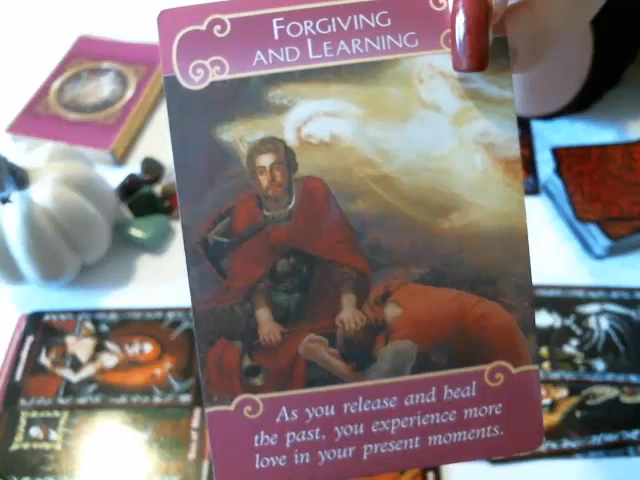 FORGIVING
AND LEARNING
As you release and heal
the past, you experience more
love in your present moments.